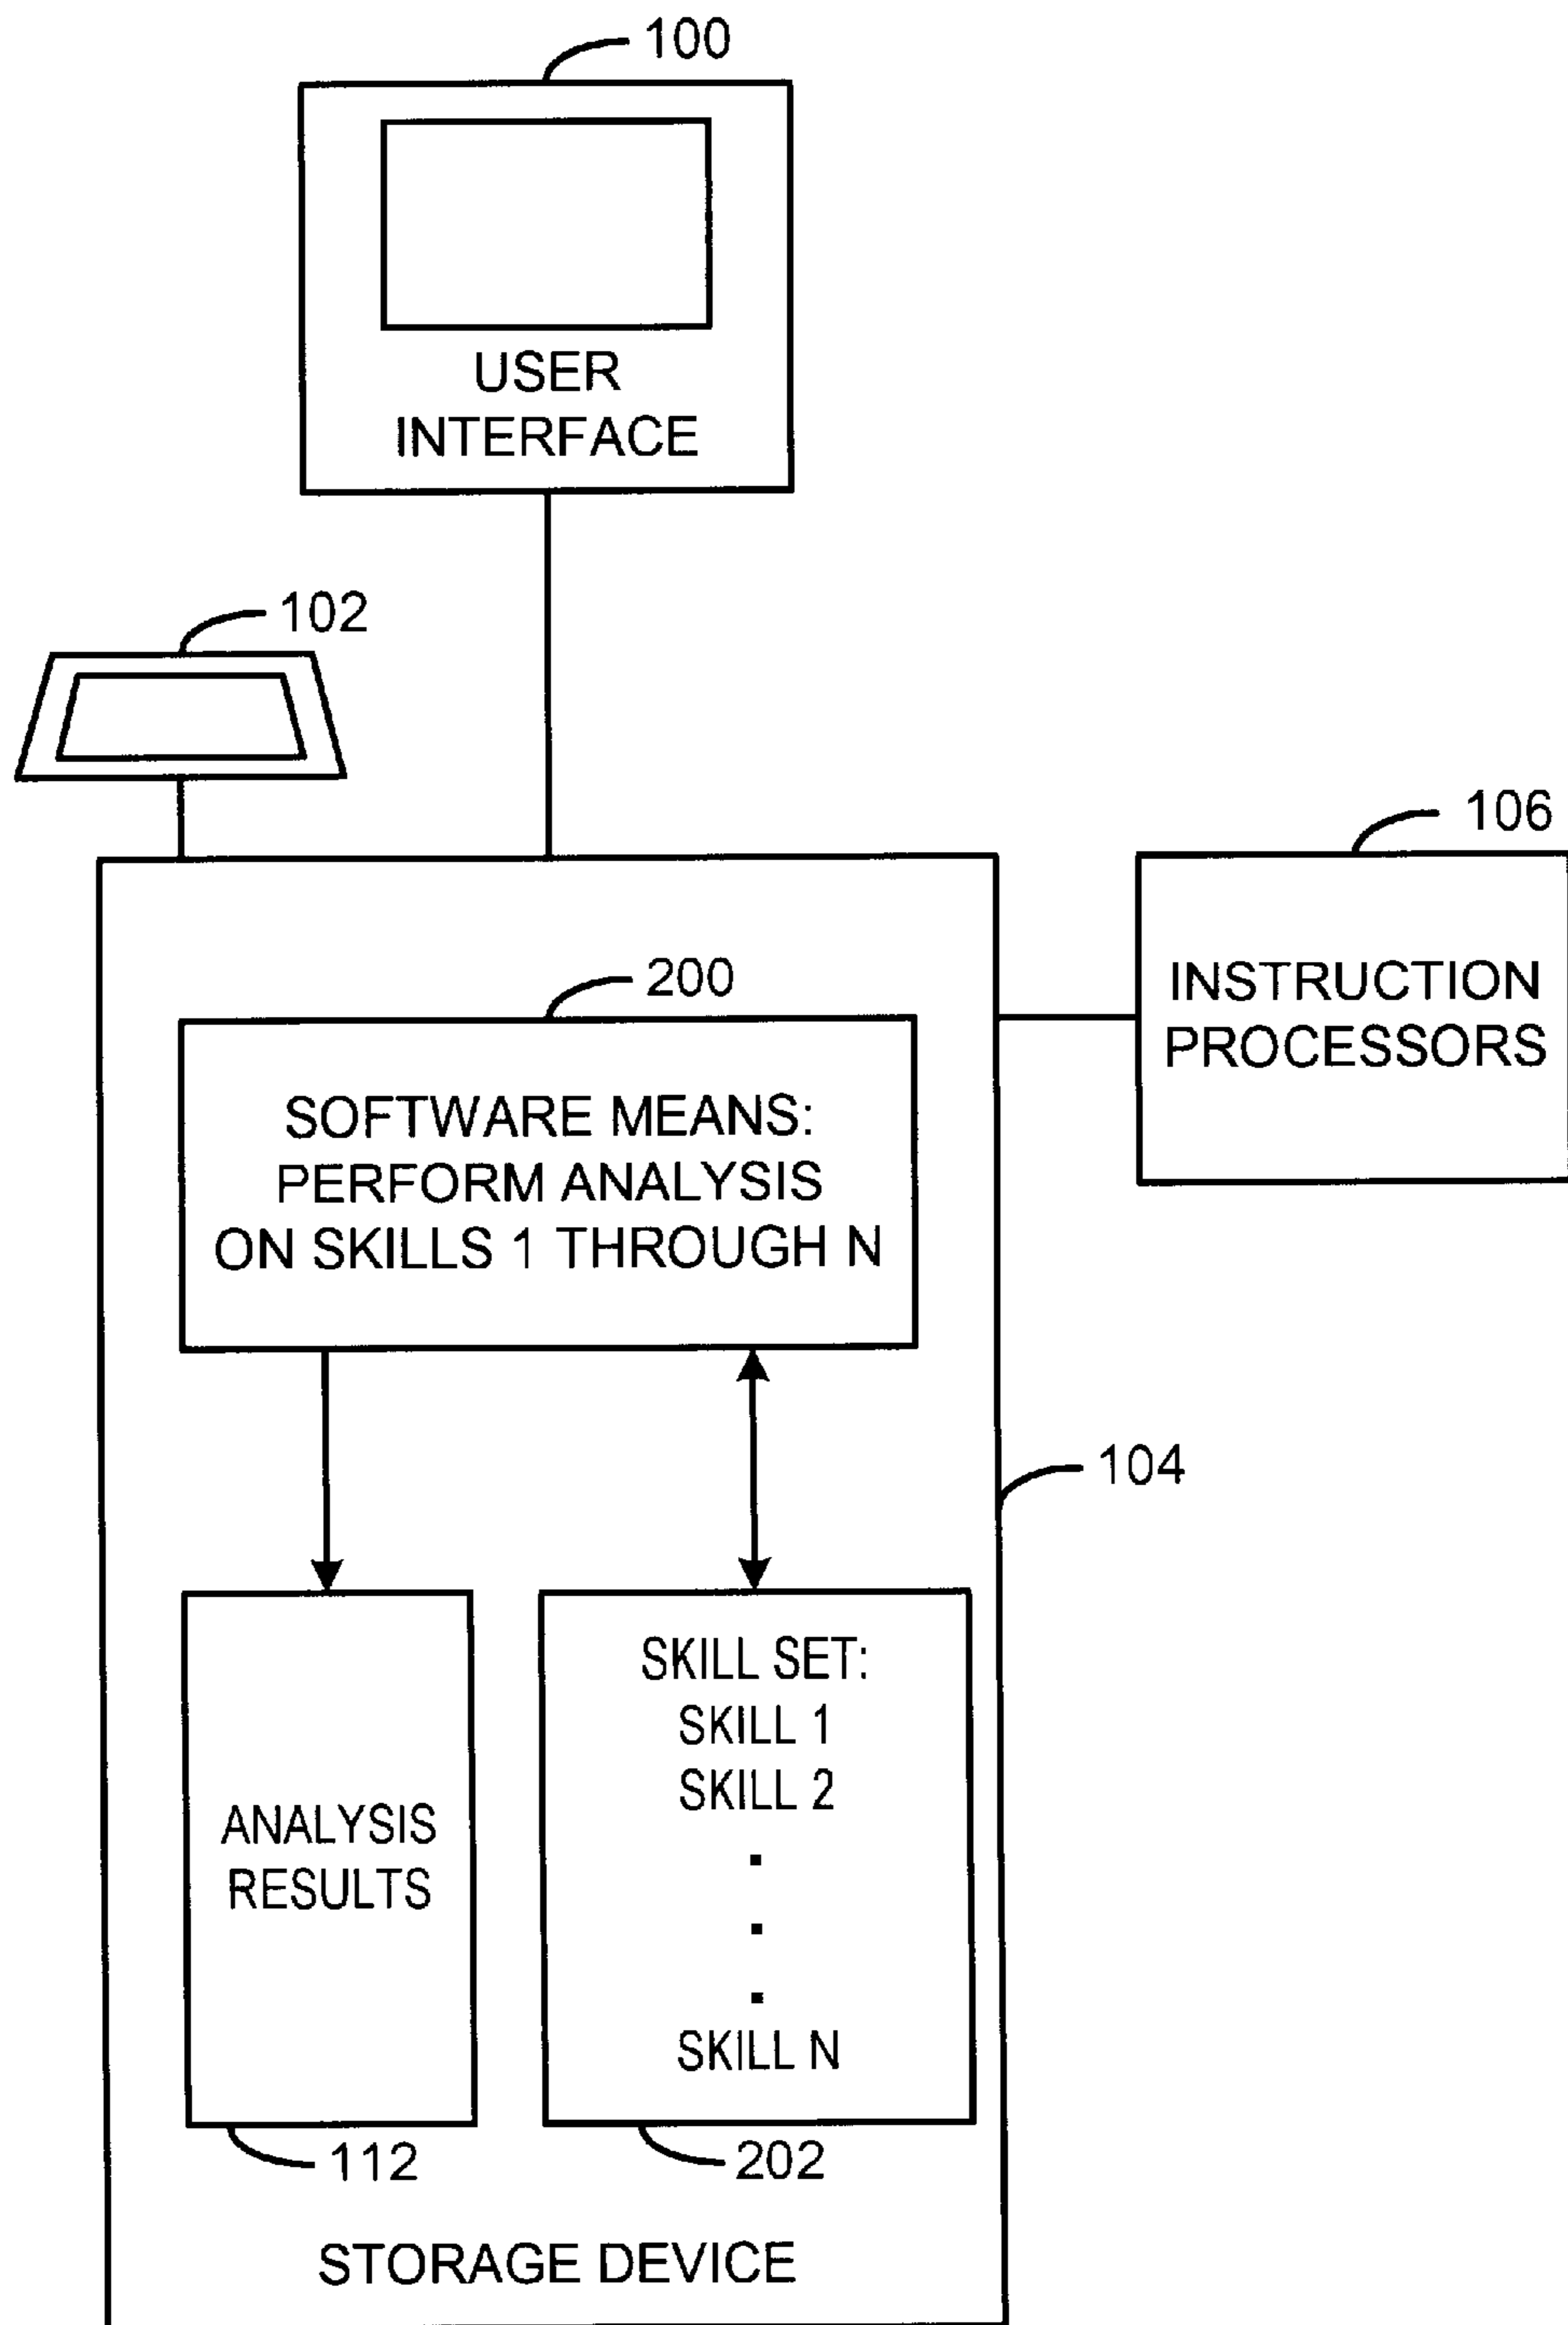 100
USER
INTERFACE
102
106
INSTRUCTION
PROCESSORS
200
SOFTWARE MEANS:
PERFORM ANALYSIS
ON SKILLS 1 THROUGH N
104
ANALYSIS
RESULTS
SKILL SET:
SKILL 1
SKILL 2
.
.
.
SKILL N
112
202
STORAGE DEVICE